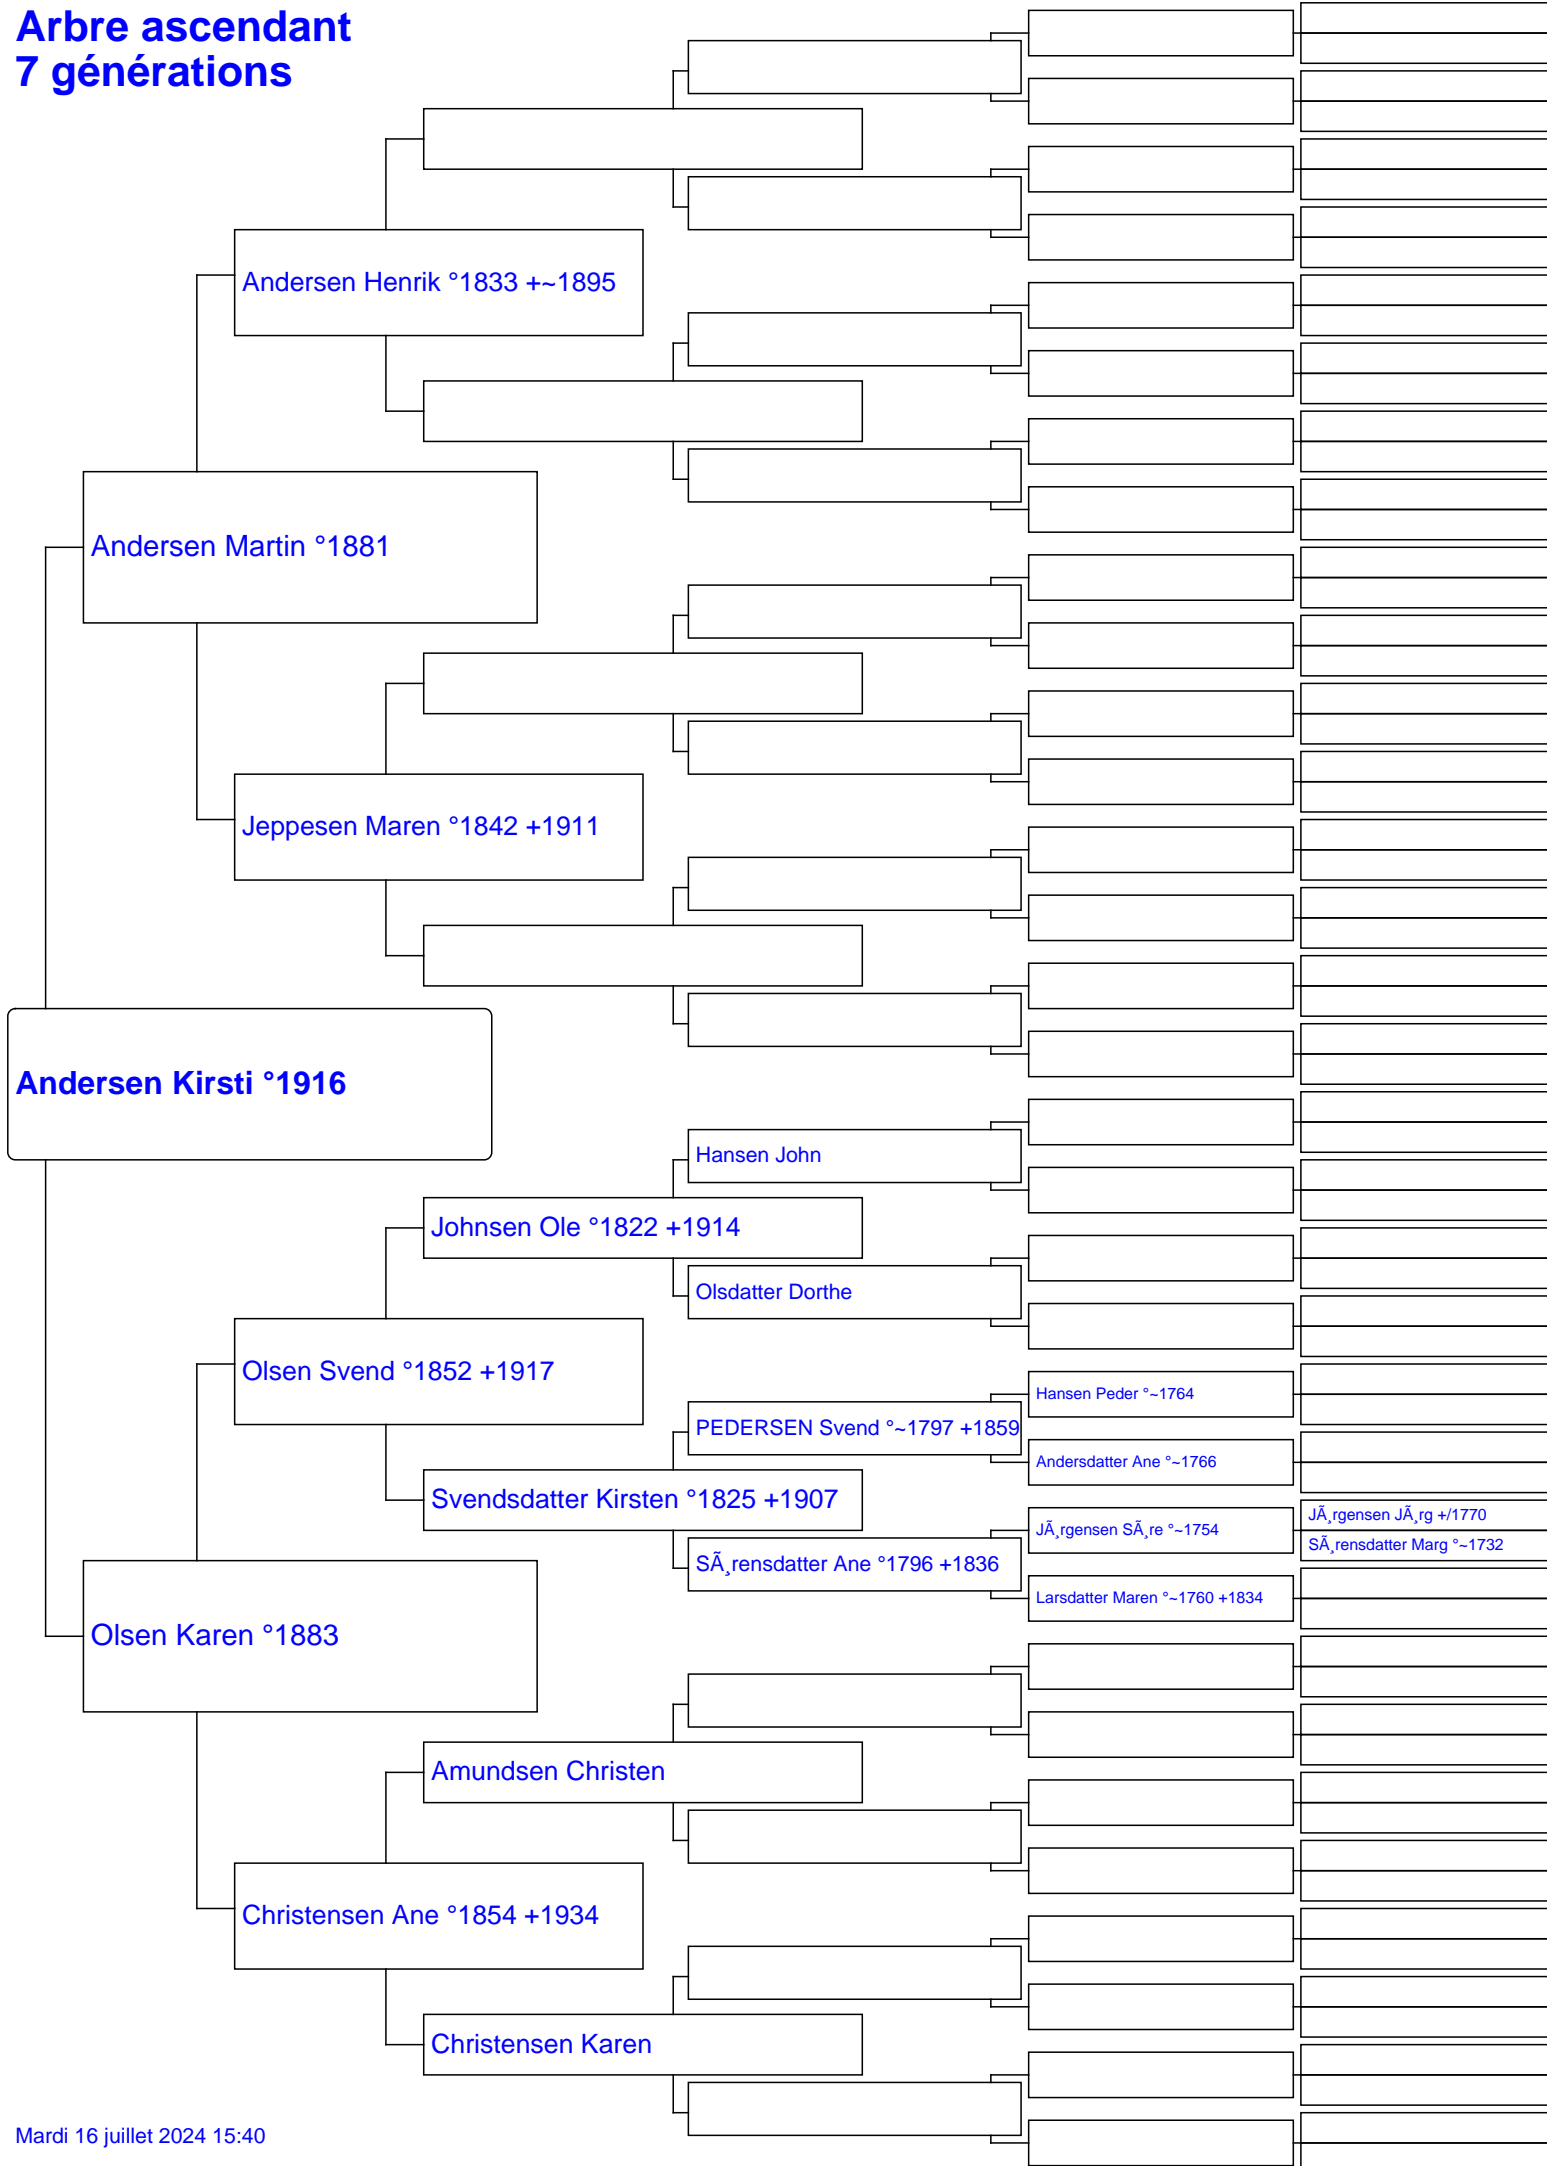 Arbre ascendant
7 générations
Andersen Henrik °1833 +~1895
Andersen Martin °1881
Jeppesen Maren °1842 +1911
Andersen Kirsti °1916
Hansen John
Johnsen Ole °1822 +1914
Olsdatter Dorthe
Olsen Svend °1852 +1917
Hansen Peder °~1764
PEDERSEN Svend °~1797 +1859
Andersdatter Ane °~1766
Svendsdatter Kirsten °1825 +1907
JÃ¸rgensen JÃ¸rg +/1770
JÃ¸rgensen SÃ¸re °~1754
SÃ¸rensdatter Marg °~1732
SÃ¸rensdatter Ane °1796 +1836
Larsdatter Maren °~1760 +1834
Olsen Karen °1883
Amundsen Christen
Christensen Ane °1854 +1934
Christensen Karen
Mardi 16 juillet 2024 15:40